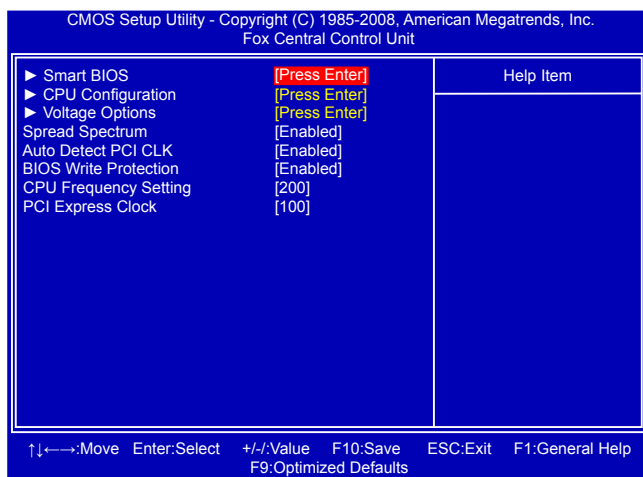 CMOS Setup Utility - Copyright (C) 1985-2008, American Megatrends, Inc.
Fox Central Control Unit
► Smart BIOS [Press Enter]
► CPU Configuration [Press Enter]
► Voltage Options [Press Enter]
Spread Spectrum [Enabled]
Auto Detect PCI CLK [Enabled]
BIOS Write Protection [Enabled]
CPU Frequency Setting [200]
PCI Express Clock [100]
Help Item
↑↓←→:Move Enter:Select +/-/:Value F10:Save ESC:Exit F1:General Help
F9:Optimized Defaults